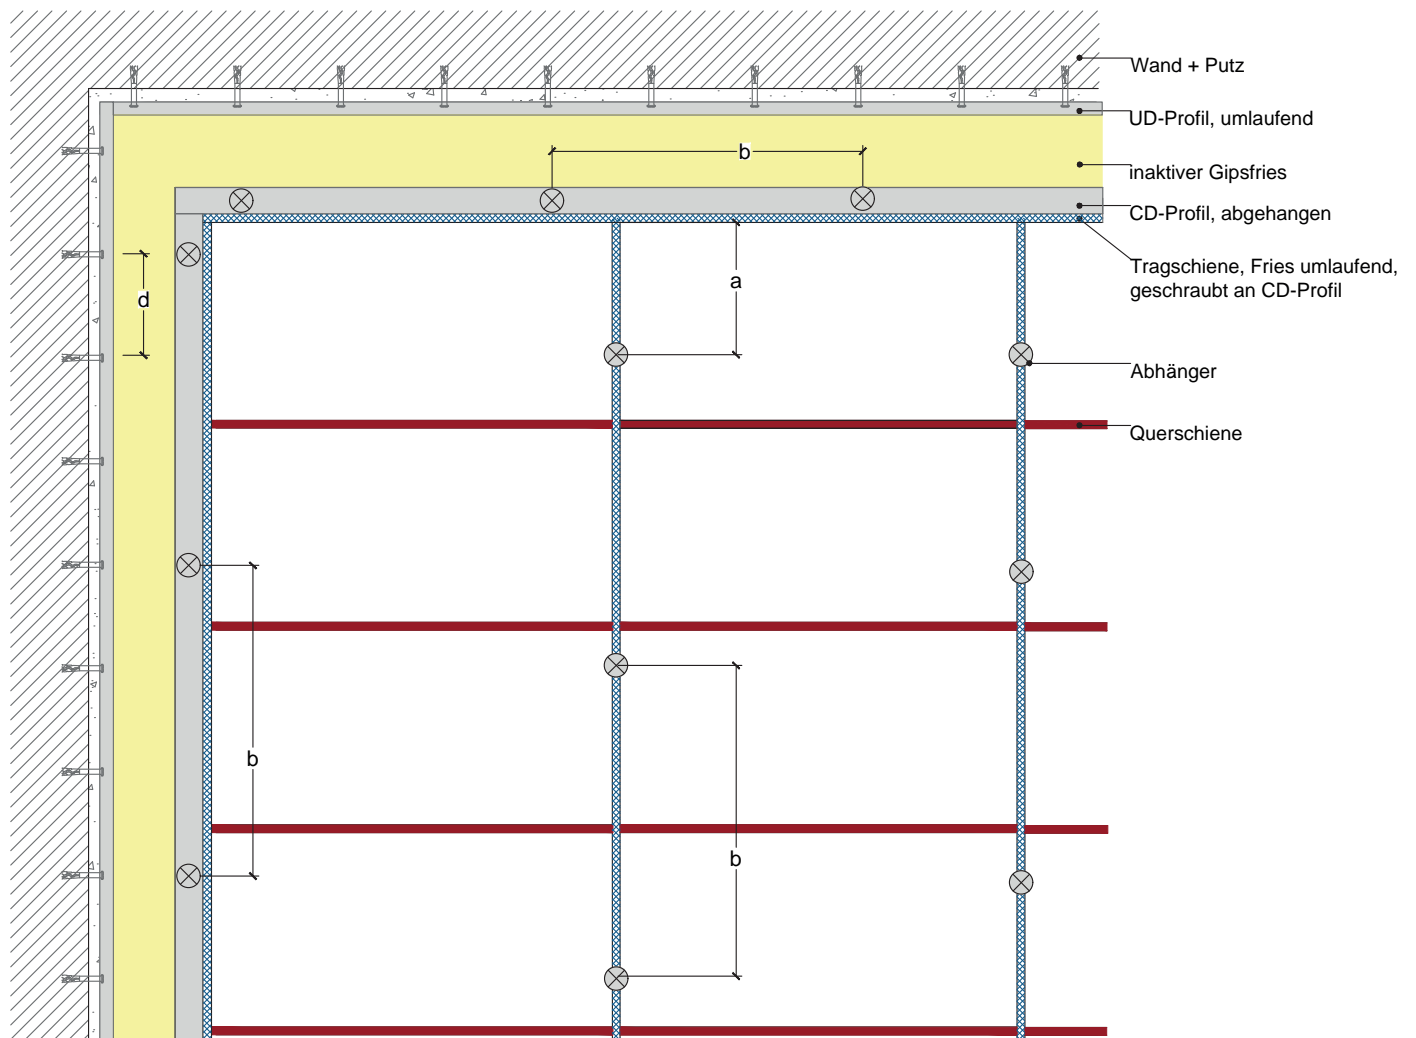 Wand + Putz
UD-Profil, umlaufend
b
inaktiver Gipsfries
CD-Profil, abgehangen
Tragschiene, Fries umlaufend,
geschraubt an CD-Profil
a
d
Abhänger
Querschiene
b
b